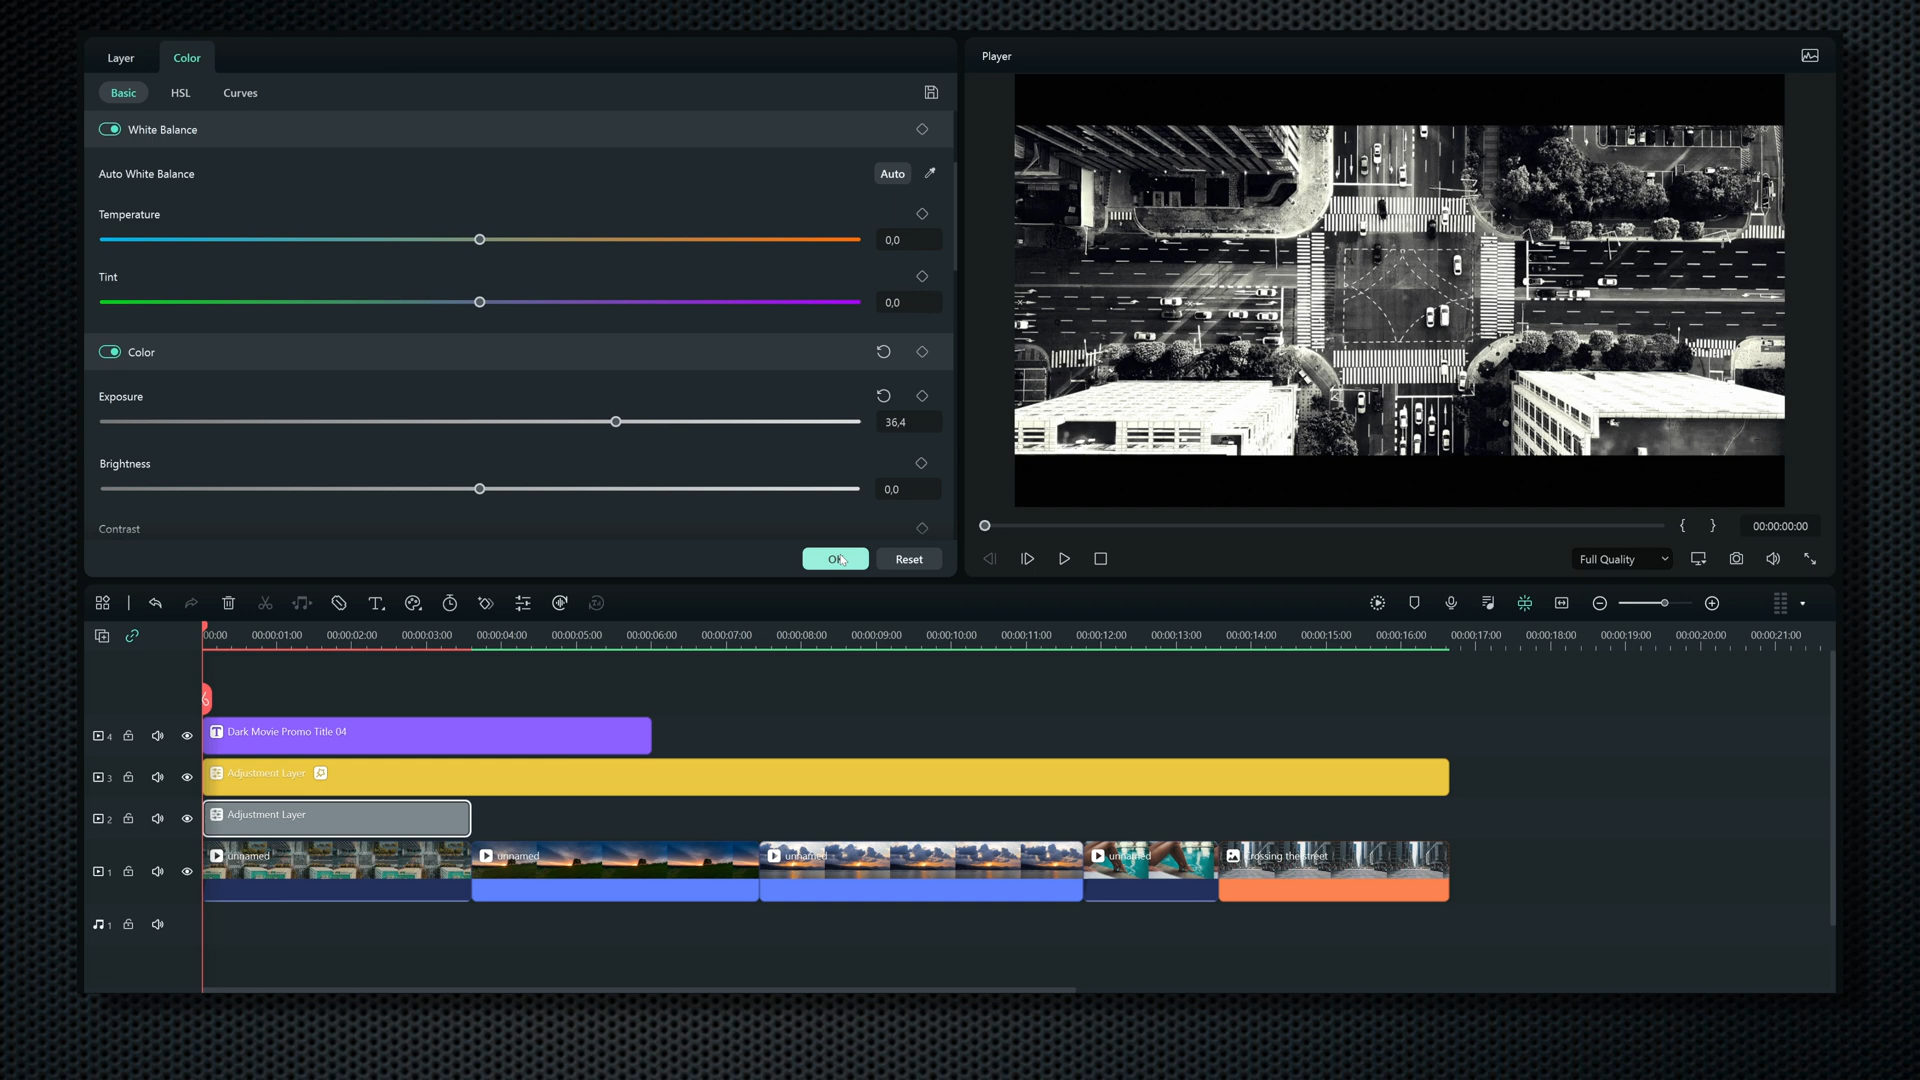 Layer
Color
Player
Basic
HSL
Curves
White Balance
Auto White Balance
Auto
Temperature
0,0
Tint
0,0
Color
Exposure
36,4
Brightness
0,0
Contrast
OK
Reset
{ }
00:00:00:00
Full Quality
00:00
00:00:01:00
00:00:02:00
00:00:03:00
00:00:04:00
00:00:05:00
00:00:06:00
00:00:07:00
00:00:08:00
00:00:09:00
00:00:10:00
00:00:11:00
00:00:12:00
00:00:13:00
00:00:14:00
00:00:15:00
00:00:16:00
00:00:17:00
00:00:18:00
00:00:19:00
00:00:20:00
00:00:21:00
4
T
Dark Movie Promo Title 04
3
Adjustment Layer
2
Adjustment Layer
1
unnamed
unnamed
unnamed
unnamed
Crossing the street
1